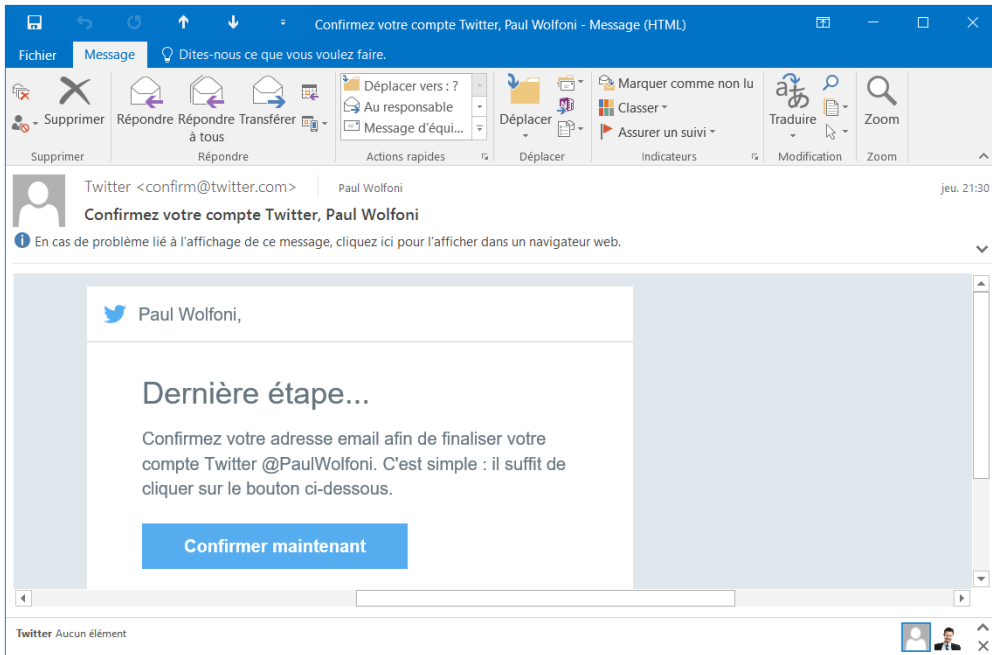 Confirmez votre compte Twitter, Paul Wolfoni - Message (HTML)
Fichier
Message
Dites-nous ce que vous voulez faire.
Supprimer
Répondre
Répondre
à tous
Transférer
Déplacer vers : ?
Au responsable
Message d'équi...
Déplacer
Marquer comme non lu
Classer
Assurer un suivi
Traduire
Zoom
Supprimer
Répondre
Actions rapides
Déplacer
Indicateurs
Modification
Zoom
Twitter <confirm@twitter.com>
Paul Wolfoni
jeu. 21:30
Confirmez votre compte Twitter, Paul Wolfoni
En cas de problème lié à l'affichage de ce message, cliquez ici pour l'afficher dans un navigateur web.
Paul Wolfoni,
Dernière étape...
Confirmez votre adresse email afin de finaliser votre
compte Twitter @PaulWolfoni. C'est simple : il suffit de
cliquer sur le bouton ci-dessous.
Confirmer maintenant
Twitter Aucun élément